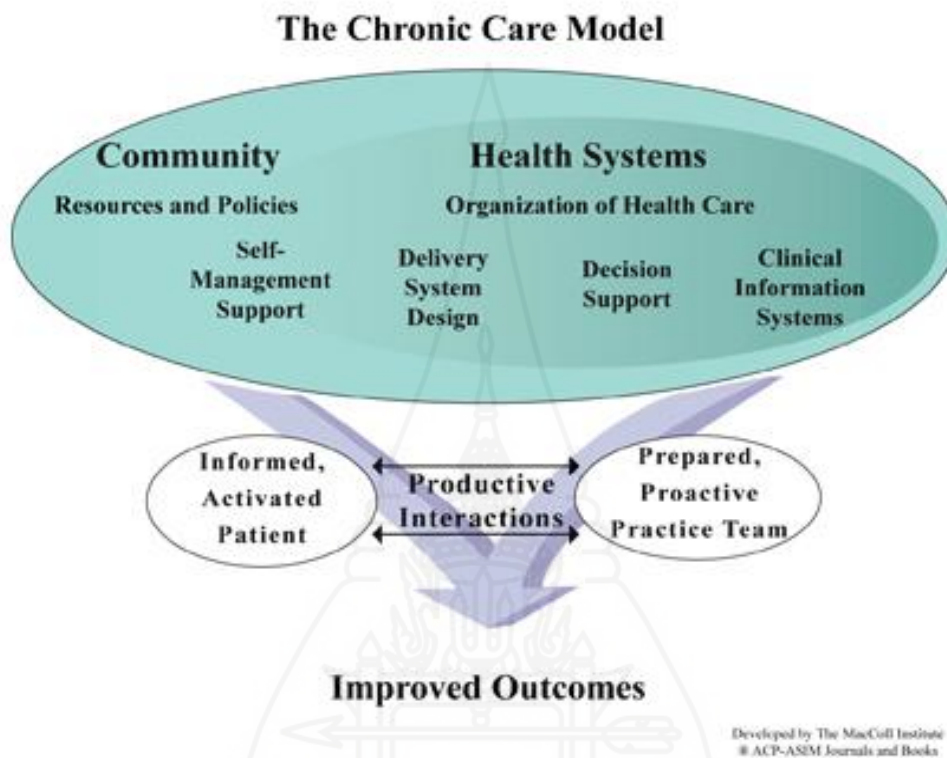 The Chronic Care Model
Community
Resources and Policies
Health Systems
Organization of Health Care
Self-
Management
Support
Delivery
System
Design
Decision
Support
Clinical
Information
Systems
Informed,
Activated
Patient
Productive
Interactions
Prepared,
Proactive
Practice Team
Improved Outcomes
Developed by The MacColl Institute
® ACP-ASIM Journals and Books